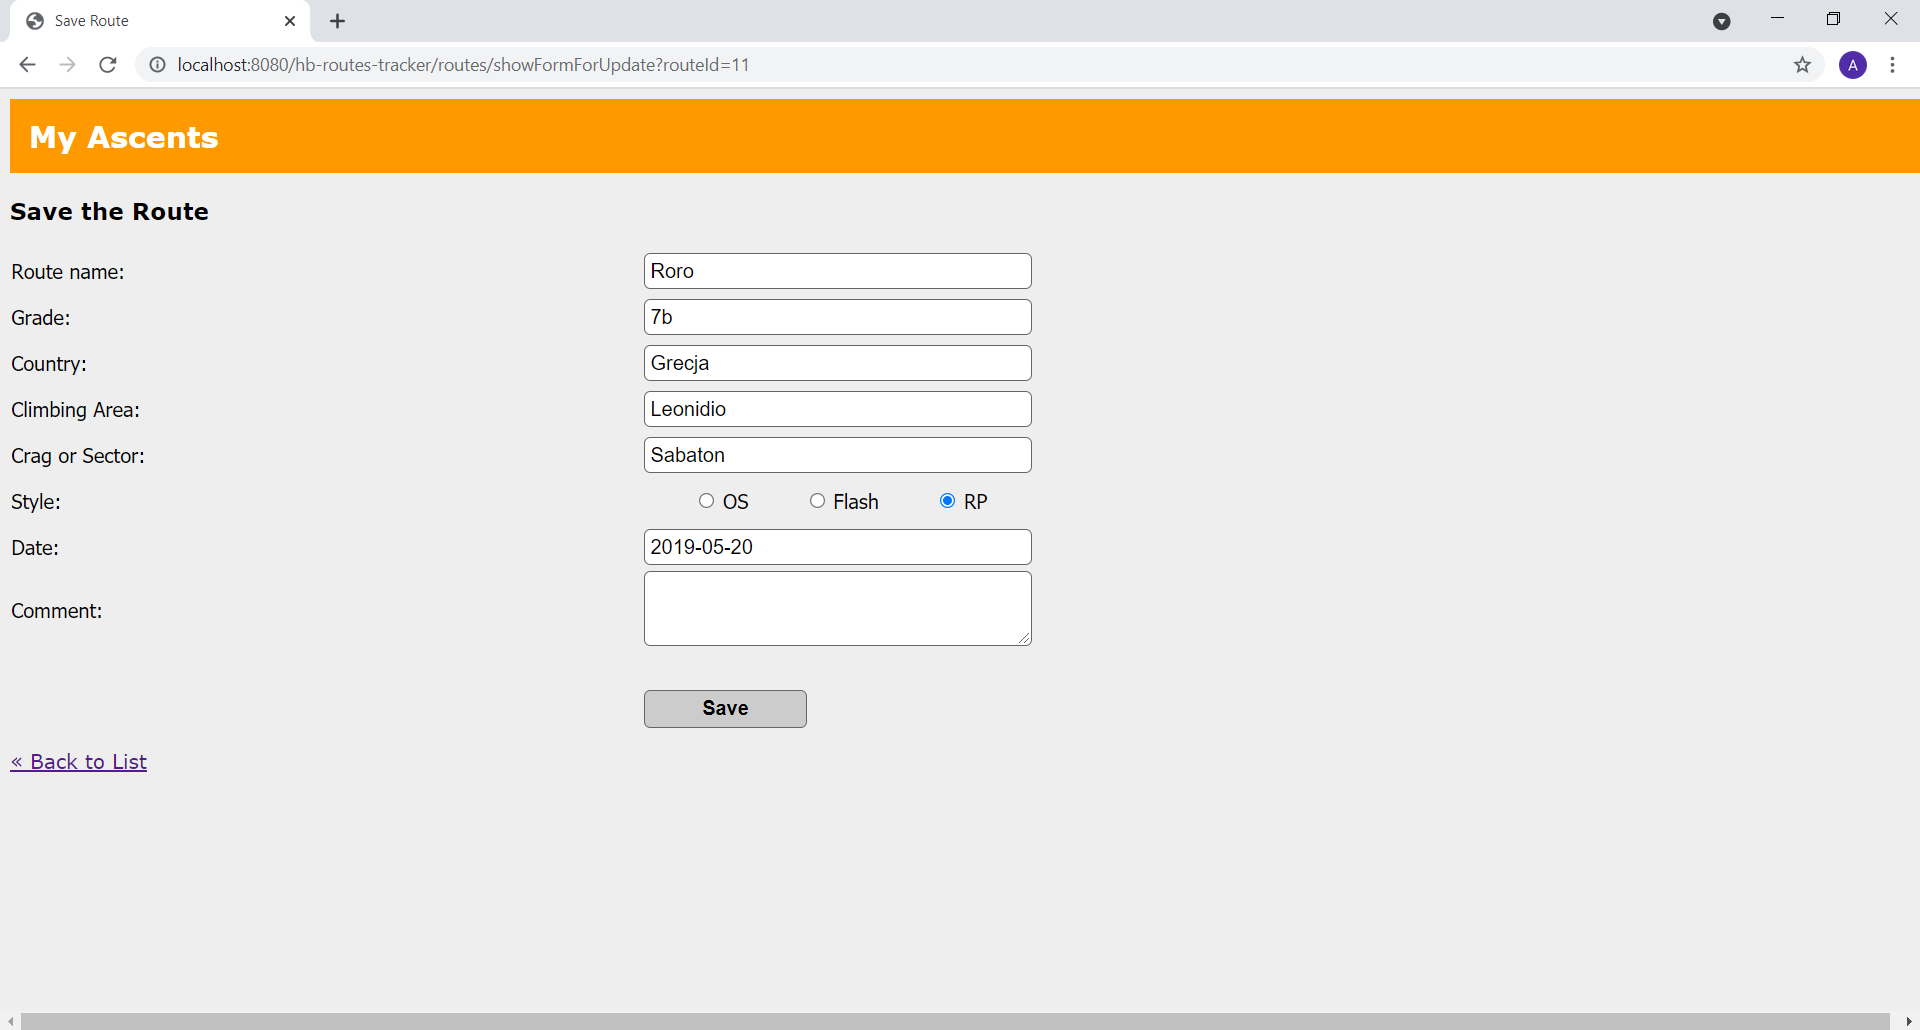 Save Route
localhost:8080/hb-routes-tracker/routes/showFormForUpdate?routeId=11
A
My Ascents
Save the Route
Route name: Roro
Grade: 7b
Country: Grecja
Climbing Area: Leonidio
Crag or Sector: Sabaton
Style: OS Flash RP
Date: 2019-05-20
Comment:
Save
« Back to List